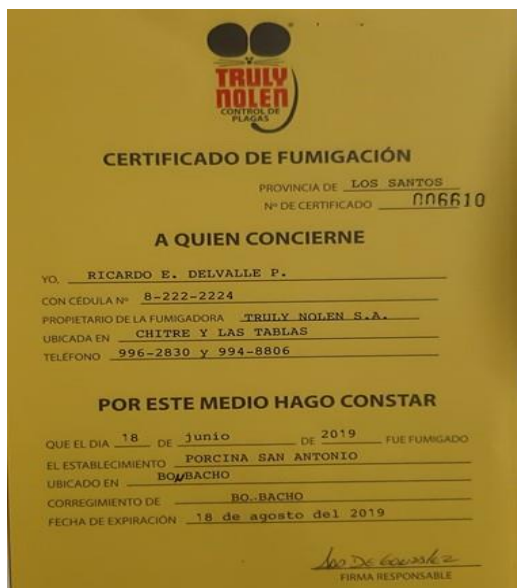 TRULY
NOLEN
CONTROL DE
PLAGAS
CERTIFICADO DE FUMIGACIÓN
PROVINCIA DE LOS SANTOS
Nº DE CERTIFICADO 006610
A QUIEN CONCIERNE
YO, RICARDO E. DELVALLE P.
CON CÉDULA Nº 8-222-2224
PROPIETARIO DE LA FUMIGADORA TRULY NOLEN S.A.
UBICADA EN CHITRE Y LAS TABLAS
TELÉFONO 996-2830 y 994-8806
POR ESTE MEDIO HAGO CONSTAR
QUE EL DIA 18 DE junio DE 2019 FUE FUMIGADO
EL ESTABLECIMIENTO PORCINA SAN ANTONIO
UBICADO EN BOMBACHO
CORREGIMIENTO DE BO..BACHO
FECHA DE EXPIRACIÓN 18 de agosto del 2019
De González
FIRMA RESPONSABLE